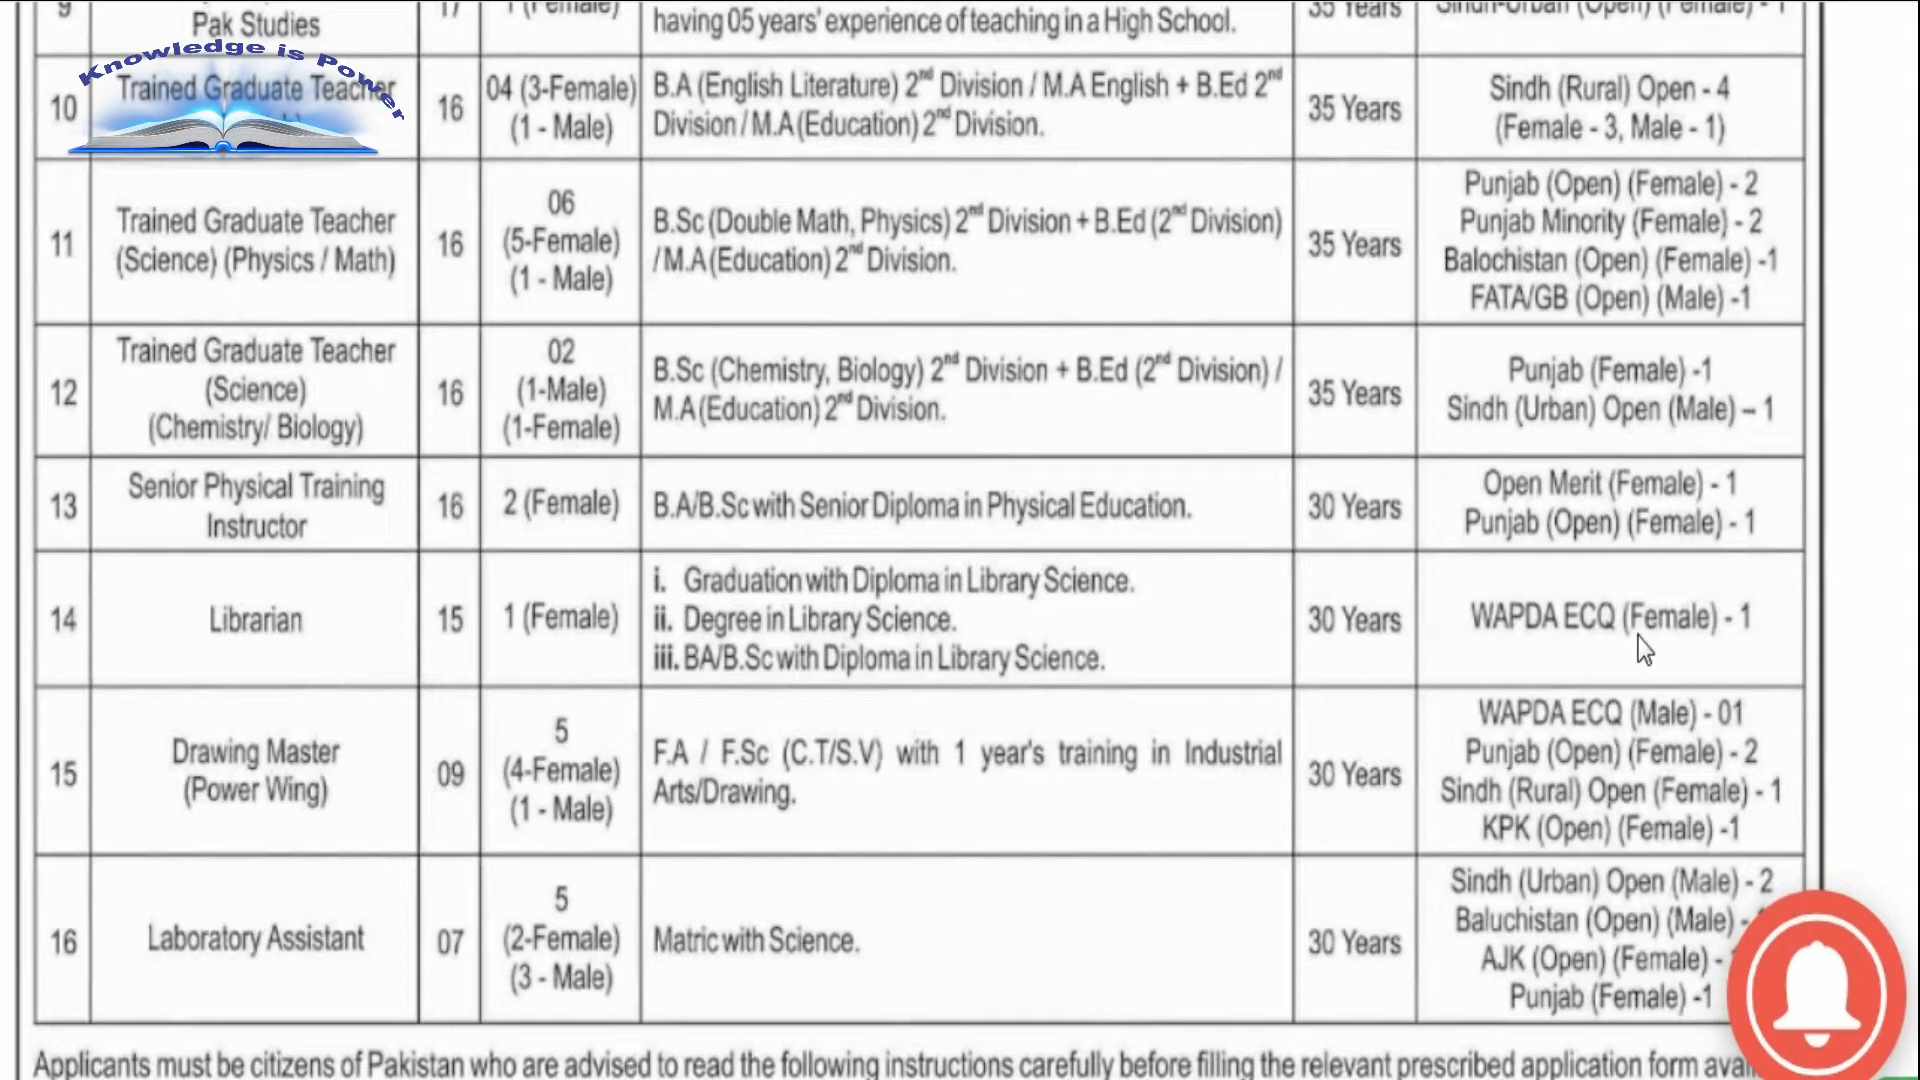 Pak Studies
17
1 (Female)
having 05 years' experience of teaching in a High School.
35 Years
Sindh-Urban (Open) (Female) - 1
Knowledge is Power
10
Trained Graduate Teacher
16
04 (3-Female)
(1 - Male)
B.A (English Literature) 2nd Division / M.A English + B.Ed 2nd
Division / M.A (Education) 2nd Division.
35 Years
Sindh (Rural) Open - 4
(Female - 3, Male - 1)
11
Trained Graduate Teacher
(Science) (Physics / Math)
16
06
(5-Female)
(1 - Male)
B.Sc (Double Math, Physics) 2nd Division + B.Ed (2nd Division)
/ M.A (Education) 2nd Division.
35 Years
Punjab (Open) (Female) - 2
Punjab Minority (Female) - 2
Balochistan (Open) (Female) -1
FATA/GB (Open) (Male) -1
12
Trained Graduate Teacher
(Science)
(Chemistry/ Biology)
16
02
(1-Male)
(1-Female)
B.Sc (Chemistry, Biology) 2nd Division + B.Ed (2nd Division) /
M.A (Education) 2nd Division.
35 Years
Punjab (Female) -1
Sindh (Urban) Open (Male) – 1
13
Senior Physical Training
Instructor
16
2 (Female)
B.A/B.Sc with Senior Diploma in Physical Education.
30 Years
Open Merit (Female) - 1
Punjab (Open) (Female) - 1
14
Librarian
15
1 (Female)
i. Graduation with Diploma in Library Science.
ii. Degree in Library Science.
iii. BA/B.Sc with Diploma in Library Science.
30 Years
WAPDA ECQ (Female) - 1
15
Drawing Master
(Power Wing)
09
5
(4-Female)
(1 - Male)
F.A / F.Sc (C.T/S.V) with 1 year's training in Industrial
Arts/Drawing.
30 Years
WAPDA ECQ (Male) - 01
Punjab (Open) (Female) - 2
Sindh (Rural) Open (Female) - 1
KPK (Open) (Female) -1
16
Laboratory Assistant
07
5
(2-Female)
(3 - Male)
Matric with Science.
30 Years
Sindh (Urban) Open (Male) - 2
Baluchistan (Open) (Male) -
AJK (Open) (Female) -
Punjab (Female) -1
Applicants must be citizens of Pakistan who are advised to read the following instructions carefully before filling the relevant prescribed application form